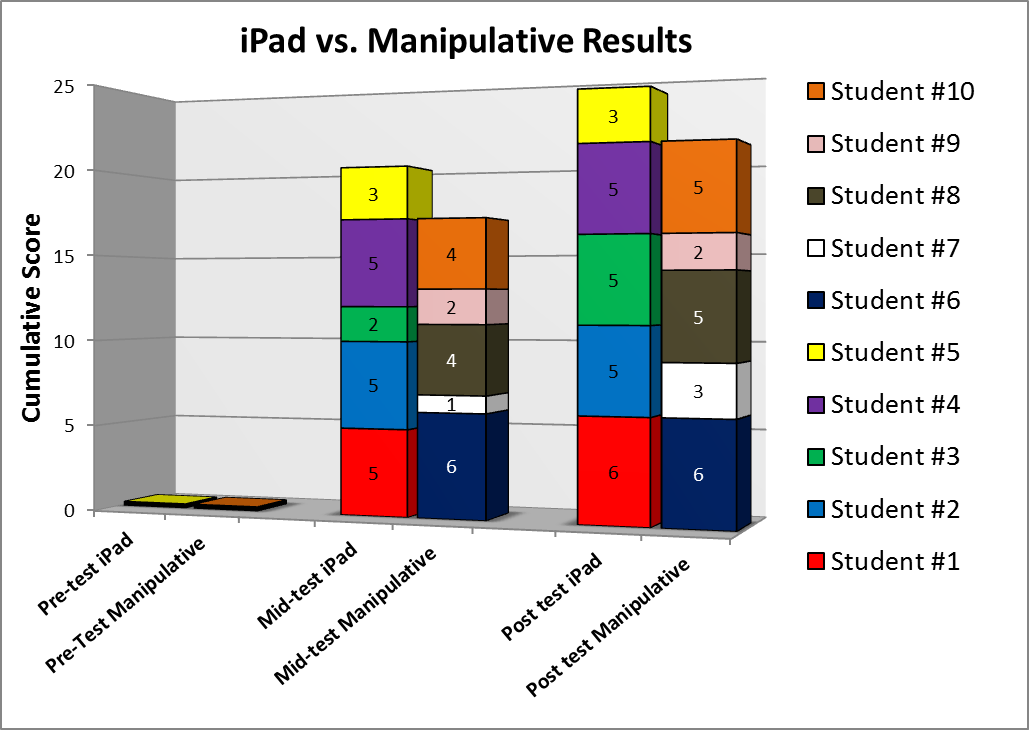 iPad vs. Manipulative Results
Cumulative Score
25
20
15
10
5
0
3
5
2
5
5
4
2
4
1
6
3
5
5
5
6
5
2
5
3
6
Pre-test iPad
Pre-Test Manipulative
Mid-test iPad
Mid-test Manipulative
Post test iPad
Post test Manipulative
Student #10
Student #9
Student #8
Student #7
Student #6
Student #5
Student #4
Student #3
Student #2
Student #1